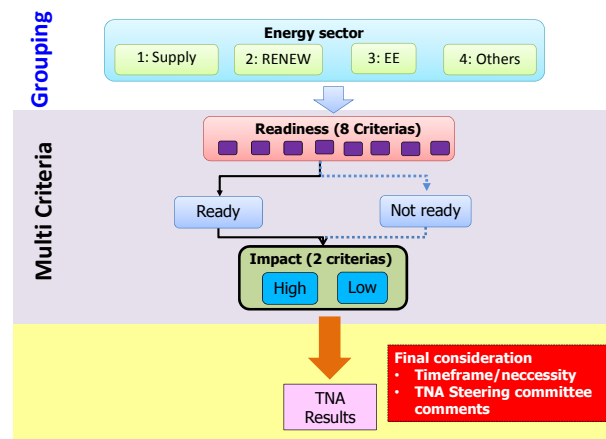 Grouping
Energy sector
1: Supply
2: RENEW
3: EE
4: Others
Multi Criteria
Readiness (8 Criterias)
Ready
Not ready
Impact (2 criterias)
High
Low
Final consideration
• Timeframe/neccessity
• TNA Steering committee
comments
TNA
Results